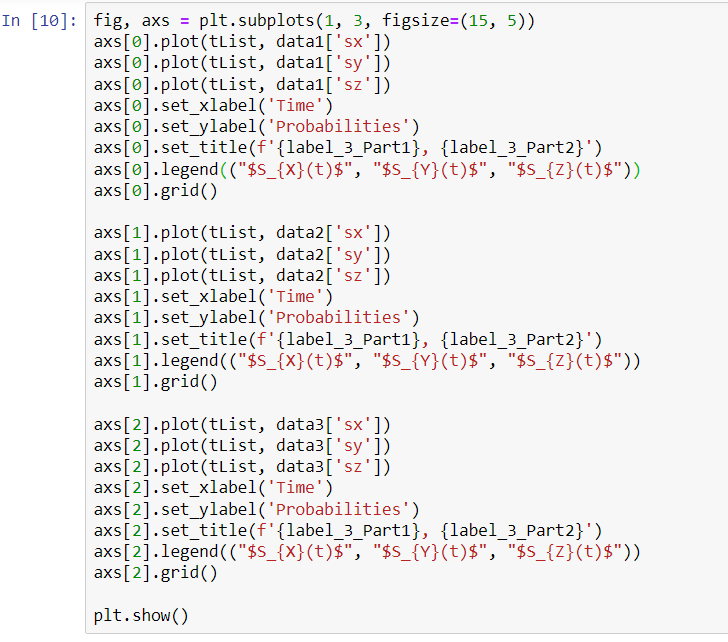 In [10]: fig, axs = plt.subplots(1, 3, figsize=(15, 5))
axs[0].plot(tList, data1['sx'])
axs[0].plot(tList, data1['sy'])
axs[0].plot(tList, data1['sz'])
axs[0].set_xlabel('Time')
axs[0].set_ylabel('Probabilities')
axs[0].set_title(f'{label_3_Part1}, {label_3_Part2}')
axs[0].legend(("$S_{X}(t)$", "$S_{Y}(t)$", "$S_{Z}(t)$"))
axs[0].grid()

axs[1].plot(tList, data2['sx'])
axs[1].plot(tList, data2['sy'])
axs[1].plot(tList, data2['sz'])
axs[1].set_xlabel('Time')
axs[1].set_ylabel('Probabilities')
axs[1].set_title(f'{label_3_Part1}, {label_3_Part2}')
axs[1].legend(("$S_{X}(t)$", "$S_{Y}(t)$", "$S_{Z}(t)$"))
axs[1].grid()

axs[2].plot(tList, data3['sx'])
axs[2].plot(tList, data3['sy'])
axs[2].plot(tList, data3['sz'])
axs[2].set_xlabel('Time')
axs[2].set_ylabel('Probabilities')
axs[2].set_title(f'{label_3_Part1}, {label_3_Part2}')
axs[2].legend(("$S_{X}(t)$", "$S_{Y}(t)$", "$S_{Z}(t)$"))
axs[2].grid()

plt.show()